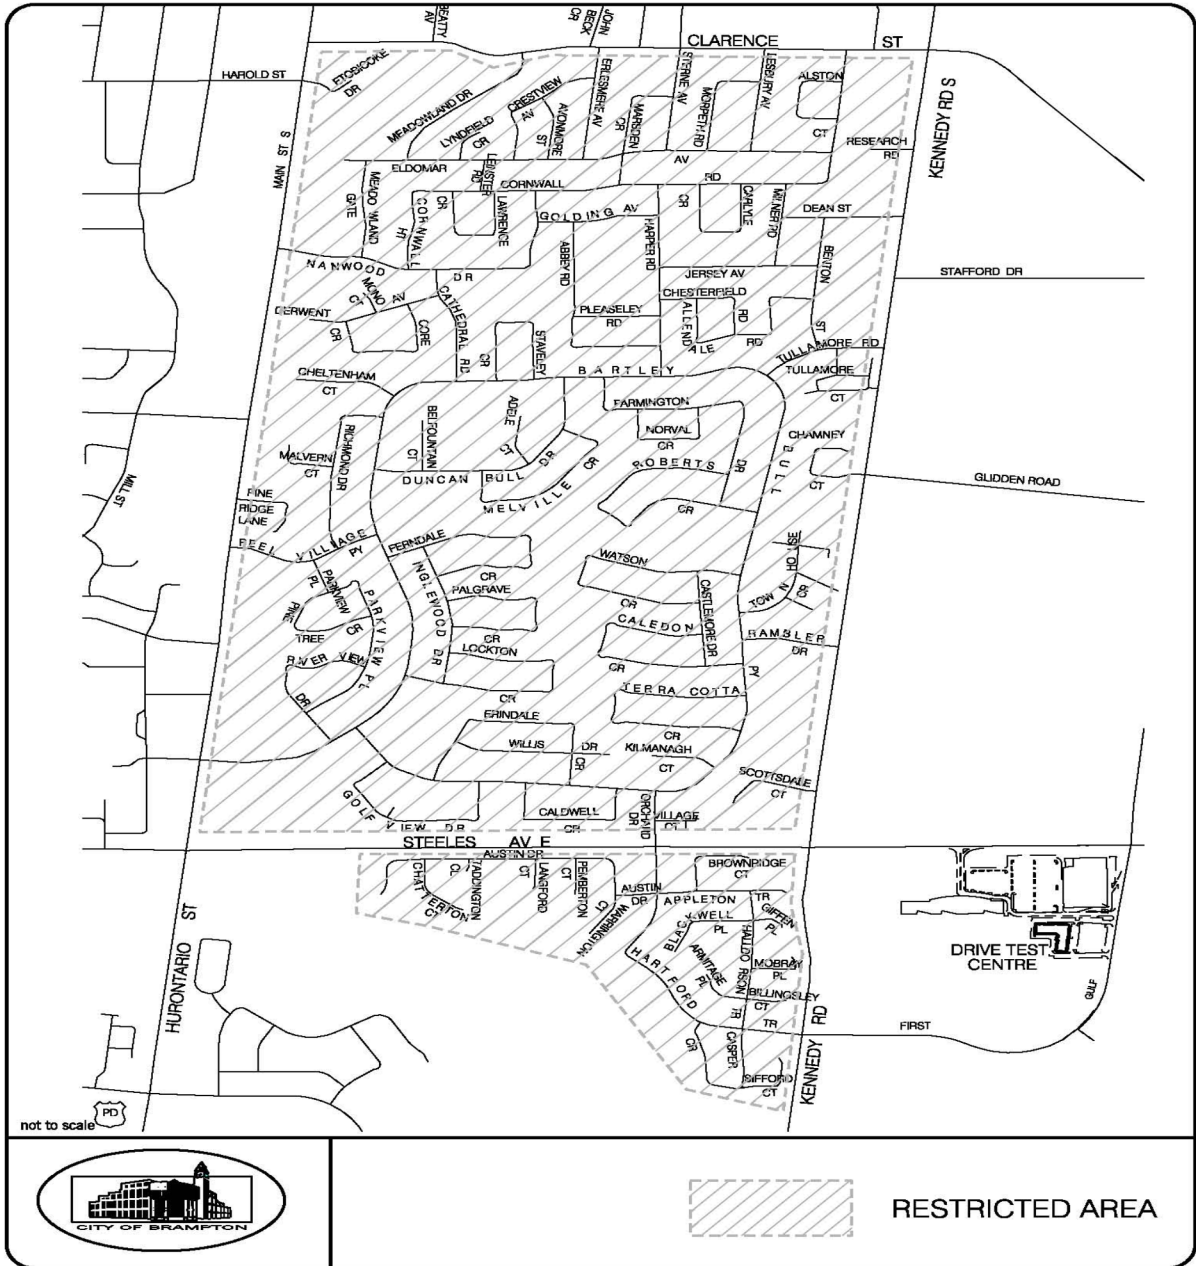 BEATTY AV
JOHN BECK CR
CLARENCE ST
HAROLD ST
ETOBICOKE DR
MEADOWLAND DR
LYNDFIELD CR
CRESTVIEW AV
AVONMORE ST
ERLESMERE AV
MARSDEN CR
STERNE AV
MORPETH RD
LESBURY AV
ALSTON CT
RESEARCH RD
KENNEDY RD S
MAIN ST S
ELDOMAR AV
MEADOWLAND GATE
CORNWALL HT
CORNWALL RD
CR
LAWRENCE
GOLDING AV
CR
CARLYLE
MILNER RD
DEAN ST
NANWOOD DR
MONO CT
AV
ABBEY RD
HARPER RD
JERSEY AV
BENTON ST
STAFFORD DR
DERWENT CR
GORE
CATHEDRAL RD
CR
STAVELEY
PLEASELEY RD
CHESTERFIELD RD
ALLENDALE RD
TULLAMORE RD
TULLAMORE CT
CHELTENHAM CT
BARTLEY BULL PY
FARMINGTON DR
NORVAL CR
CHAMNEY CT
RICHMOND DR
BELFOUNTAIN CT
ADELE CT
MALVERN CT
DUNCAN BULL DR
MELVILLE CR
ROBERTS CR
GLIDDEN ROAD
MILL ST
PINE RIDGE LANE
PEEL VILLAGE PY
FERNDALE CR
INGLEWOOD DR
PALGRAVE CR
LOCKTON CR
WATSON CR
CASTLEMORE DR
CALEDON CR
TOWN HOUSE CR
RAMBLER DR
PARKVIEW PL
PARKVIEW PL
PINE TREE CR
RIVER VIEW DR
TERRA COTTA CR
ERINDALE CR
WILLIS DR
KILMANAGH CT
SCOTTSDALE CT
GOLF VIEW DR
CALDWELL CR
ORCHARD DR
VILLAGE CT
STEELES AV E
AUSTIN DR
CHATTERTON CT
TADDINGTON CL
LANGFORD CT
PEMBERTON CT
WARRINGTON CT
AUSTIN DR
BROWNRIDGE CT
APPLETON TR
GIFFEN PL
BLACKWELL PL
ARMITAGE PL
HARTFORD TR
MOBRAY PL
BILLINGSLEY CT
TR
CASPER CR
GIFFORD CT
FIRST
GULF
DRIVE TEST
CENTRE
HURONTARIO ST
KENNEDY RD
not to scale
PD
CITY OF BRAMPTON
RESTRICTED AREA